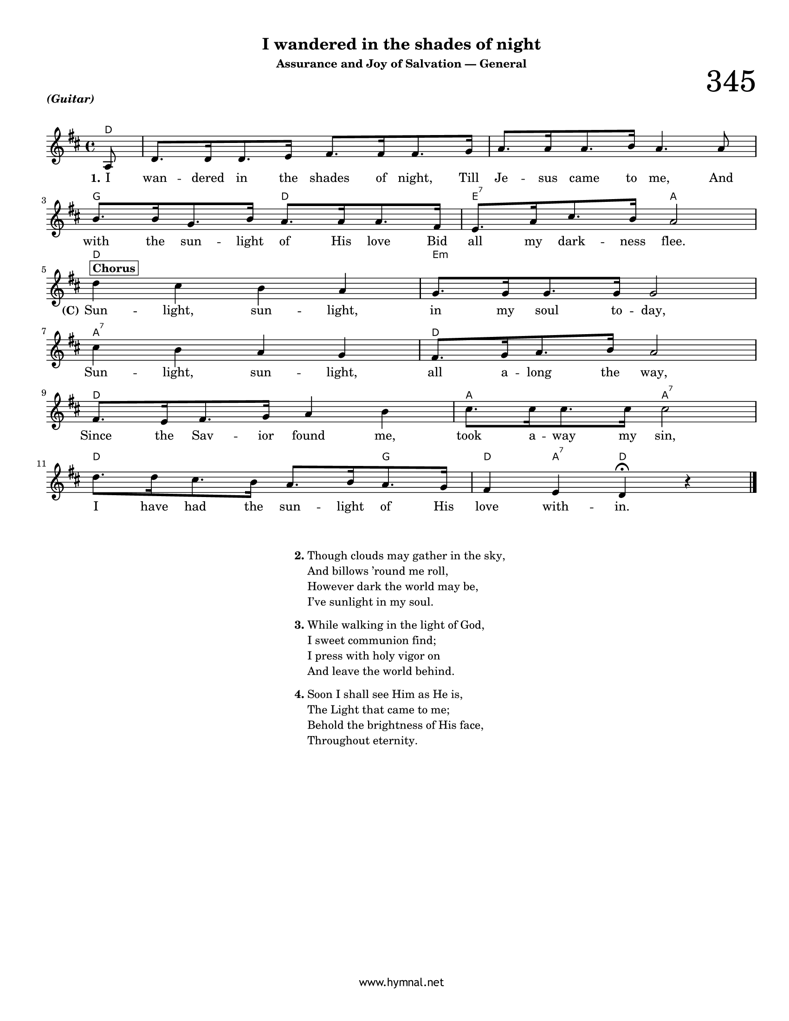 I wandered in the shades of night
Assurance and Joy of Salvation — General
345
(Guitar)
D
1. I wan - dered in the shades of night, Till Je - sus came to me, And
3
G D E7 A
with the sun - light of His love Bid all my dark - ness flee.
D Em
Chorus
5
(C) Sun - light, sun - light, in my soul to - day,
7
A7 D
Sun - light, sun - light, all a - long the way,
9
D A A7
Since the Sav - ior found me, took a - way my sin,
11
D G D A7 D
I have had the sun - light of His love with - in.
2. Though clouds may gather in the sky,
And billows ’round me roll,
However dark the world may be,
I’ve sunlight in my soul.
3. While walking in the light of God,
I sweet communion find;
I press with holy vigor on
And leave the world behind.
4. Soon I shall see Him as He is,
The Light that came to me;
Behold the brightness of His face,
Throughout eternity.
www.hymnal.net